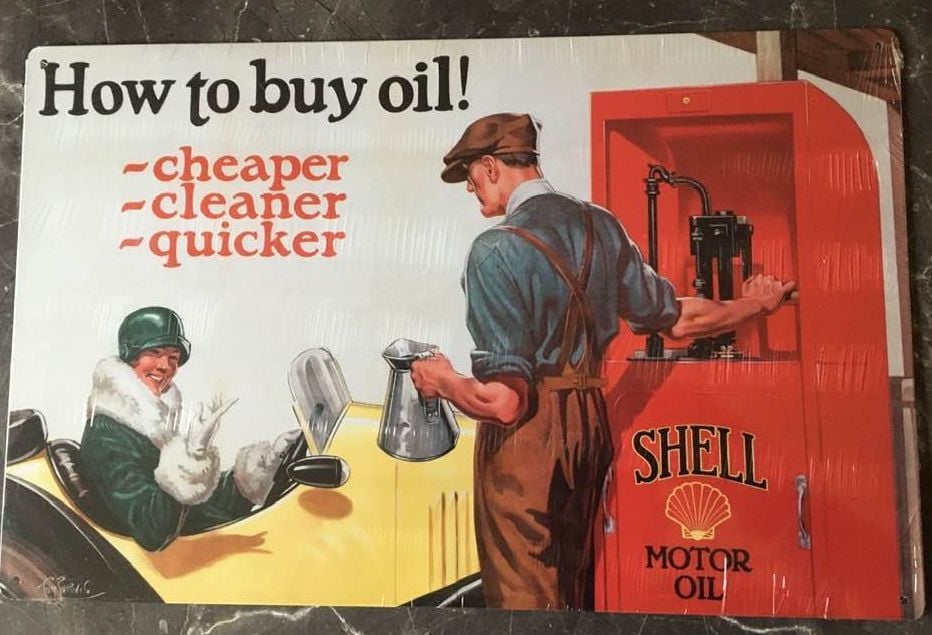 How to buy oil!
~cheaper
~cleaner
~quicker
SHELL
MOTOR
OIL